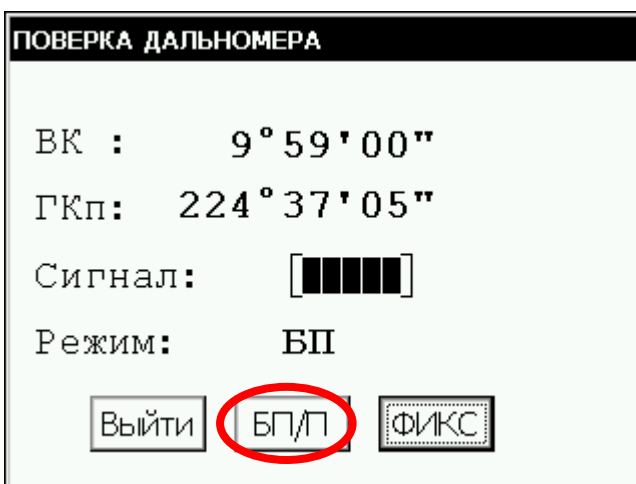 ПОВЕРКА ДАЛЬНОМЕРА
ВК : 9°59'00"
ГКп: 224°37'05"
Сигнал:
Режим: БП
Выйти БП/П ФИКС